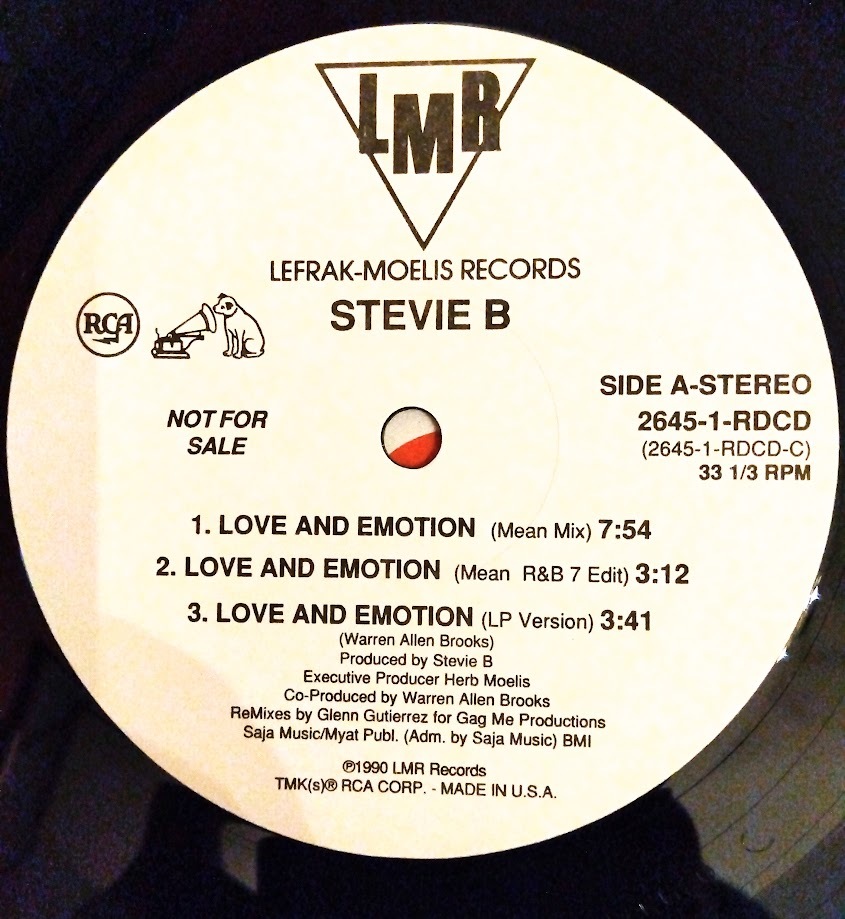 LMR
LEFRAK-MOELIS RECORDS
RCA
STEVIE B
SIDE A-STEREO
2645-1-RDCD
(2645-1-RDCD-C)
33 1/3 RPM
NOT FOR
SALE
1. LOVE AND EMOTION (Mean Mix) 7:54
2. LOVE AND EMOTION (Mean R&B 7 Edit) 3:12
3. LOVE AND EMOTION (LP Version) 3:41
(Warren Allen Brooks)
Produced by Stevie B
Executive Producer Herb Moelis
Co-Produced by Warren Allen Brooks
ReMixes by Glenn Gutierrez for Gag Me Productions
Saja Music/Myat Publ. (Adm. by Saja Music) BMI
℗1990 LMR Records
TMK(s)® RCA CORP. - MADE IN U.S.A.